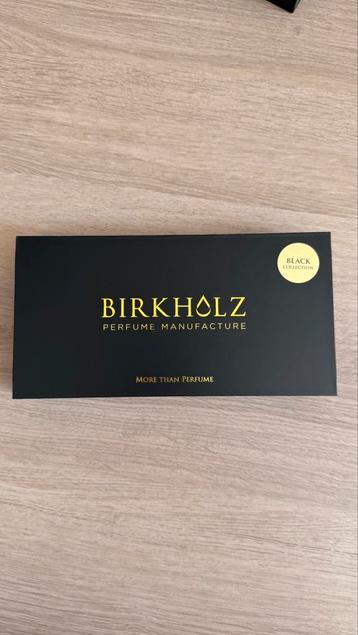 BLACK
COLLECTION
BIRKHOLZ
PERFUME MANUFACTURE
MORE THAN PERFUME